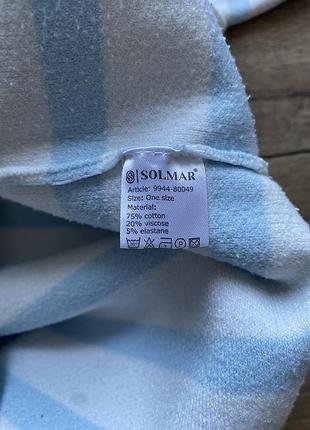 SOLMAR®
Article: 9944-80049
Size: One size
Material:
75% cotton
20% viscose
5% elastane